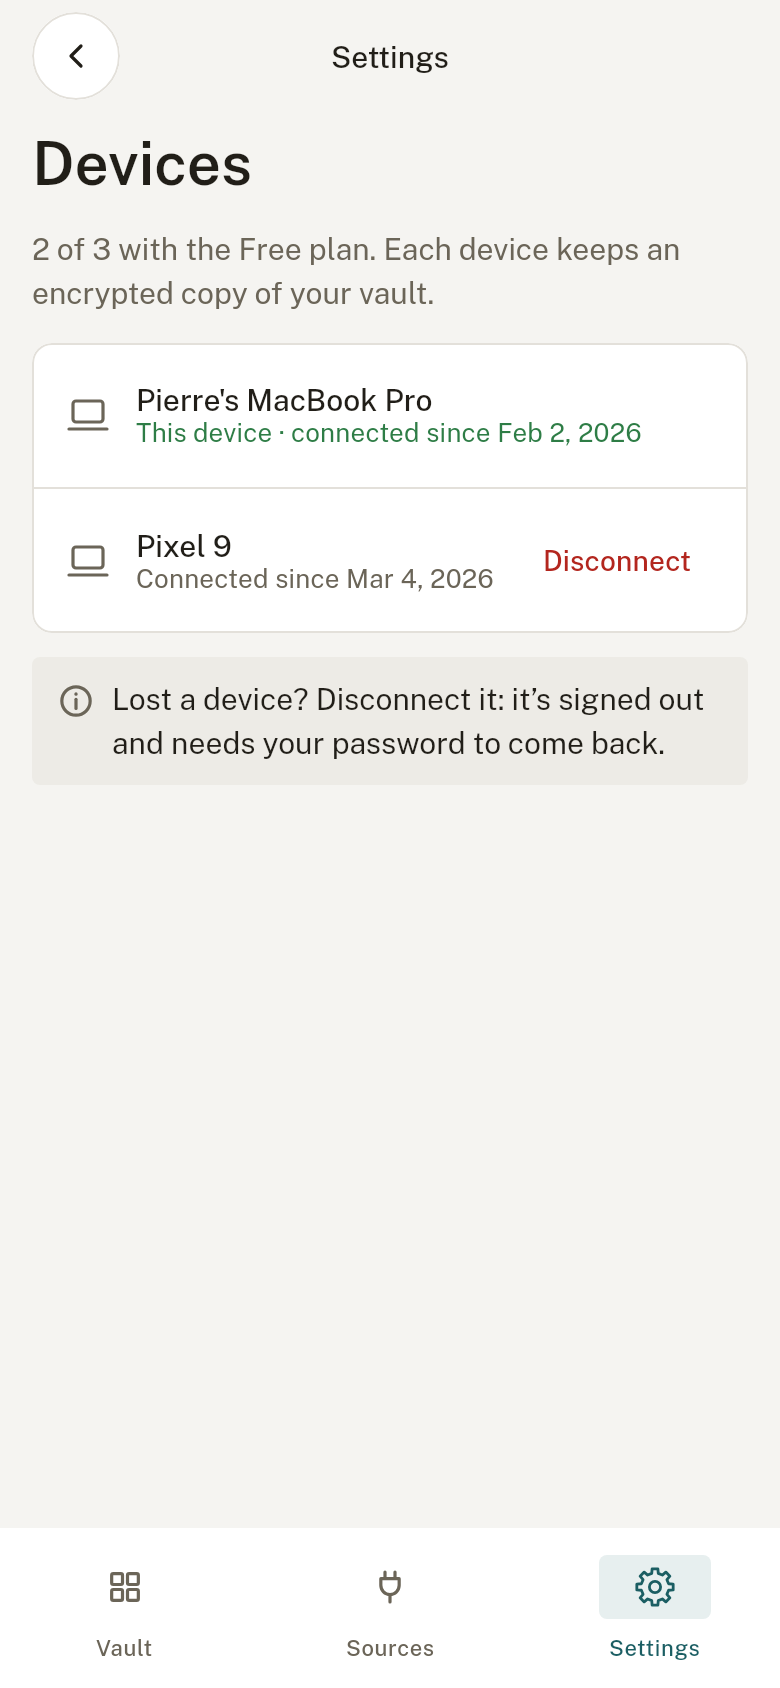 Settings
Devices
2 of 3 with the Free plan. Each device keeps an
encrypted copy of your vault.
Pierre's MacBook Pro
This device · connected since Feb 2, 2026
Pixel 9
Connected since Mar 4, 2026
Disconnect
Lost a device? Disconnect it: it’s signed out
and needs your password to come back.
Vault
Sources
Settings